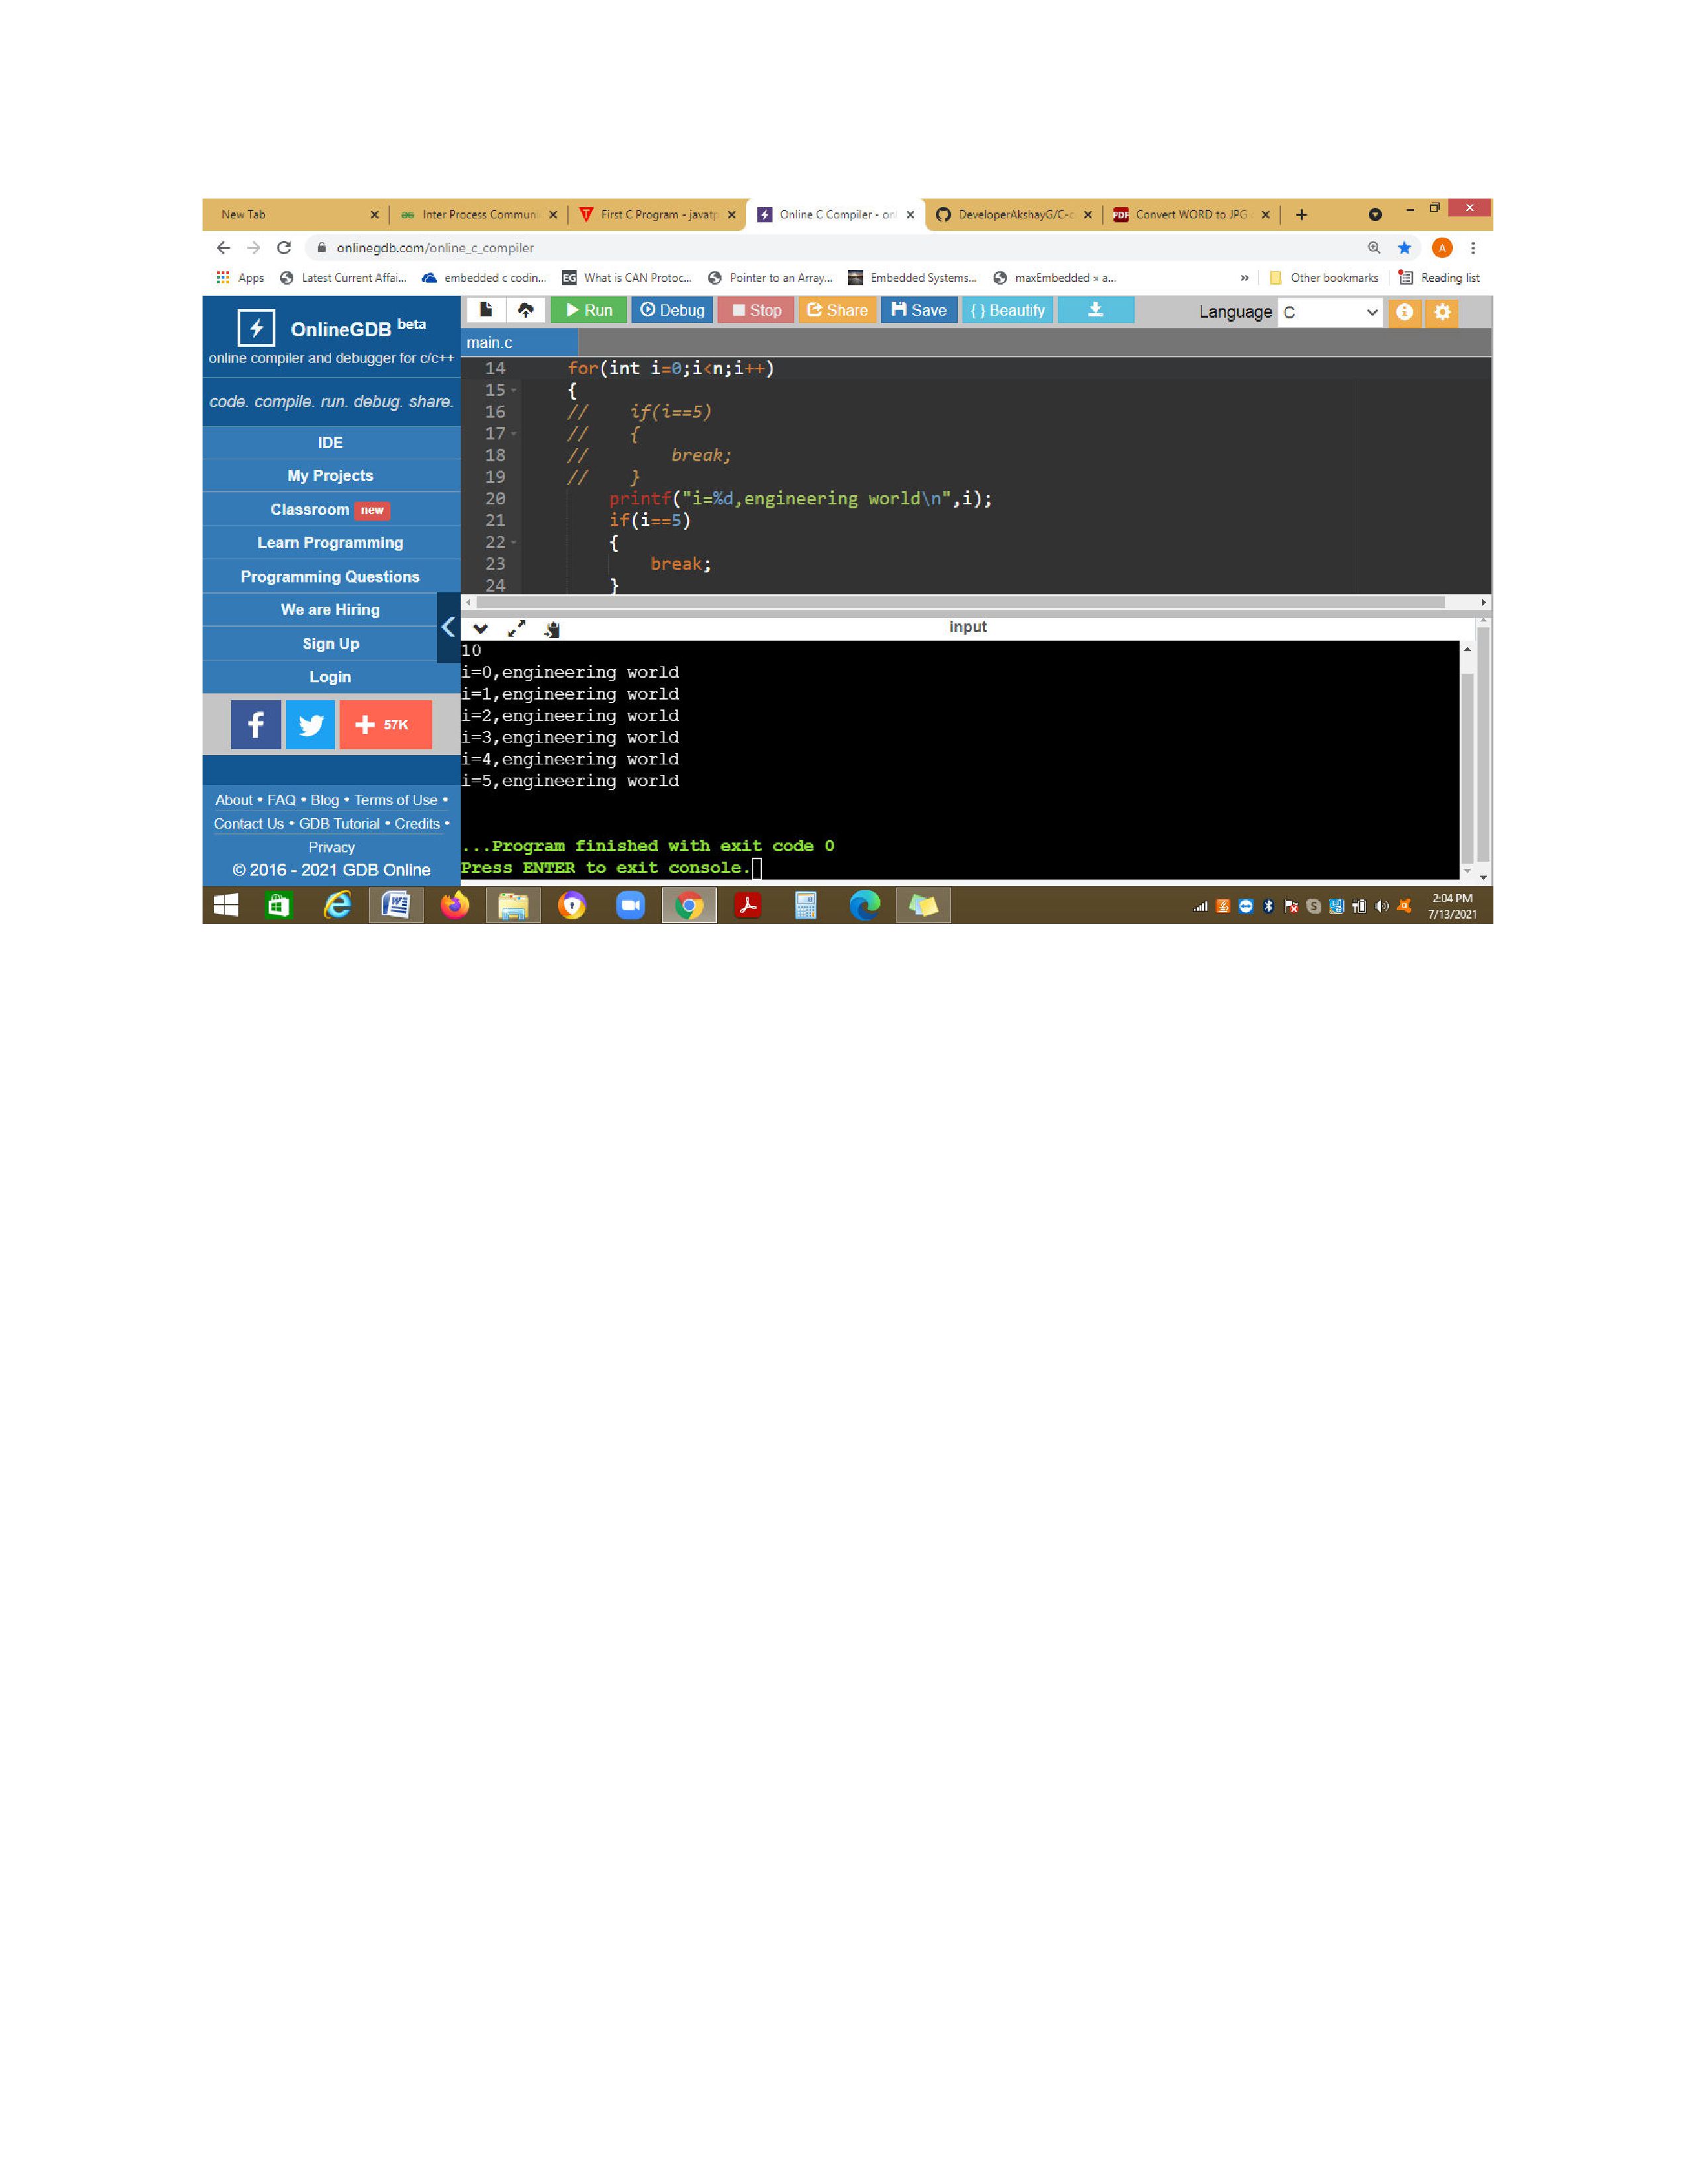 New Tab
Inter Process Commun
First C Program - javatp
Online C Compiler - onl
DeveloperAkshayG/C-c
PDF Convert WORD to JPG
onlinegdb.com/online_c_compiler
A
Apps
Latest Current Affai...
embedded c codin...
EG What is CAN Protoc...
Pointer to an Array...
Embedded Systems...
maxEmbedded » a...
»
Other bookmarks
Reading list
OnlineGDB beta
online compiler and debugger for c/c++
code. compile. run. debug. share.
IDE
My Projects
Classroom new
Learn Programming
Programming Questions
We are Hiring
Sign Up
Login
57K
About • FAQ • Blog • Terms of Use •
Contact Us • GDB Tutorial • Credits •
Privacy
© 2016 - 2021 GDB Online
Run
Debug
Stop
Share
Save
{ } Beautify
Language C
main.c
14 for(int i=0;i<n;i++)
15 {
16 // if(i==5)
17 // {
18 // break;
19 // }
20 printf("i=%d,engineering world\n",i);
21 if(i==5)
22 {
23 break;
24 }
input
10
i=0,engineering world
i=1,engineering world
i=2,engineering world
i=3,engineering world
i=4,engineering world
i=5,engineering world
...Program finished with exit code 0
Press ENTER to exit console.
2:04 PM
7/13/2021